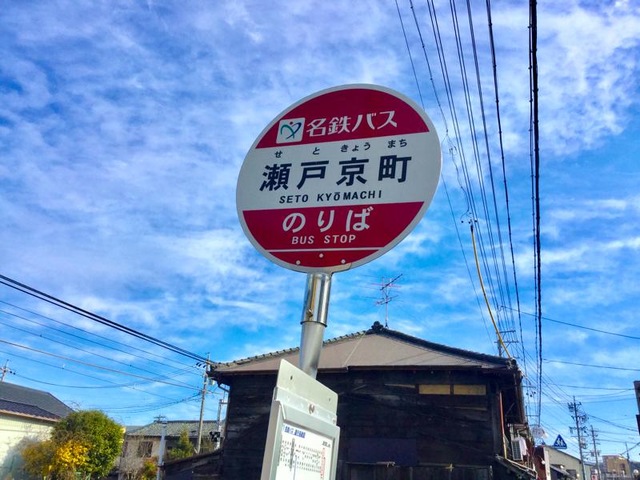 名鉄バス
せ と きょう まち
瀬戸京町
SETO KYŌMACHI
のりば
BUS STOP